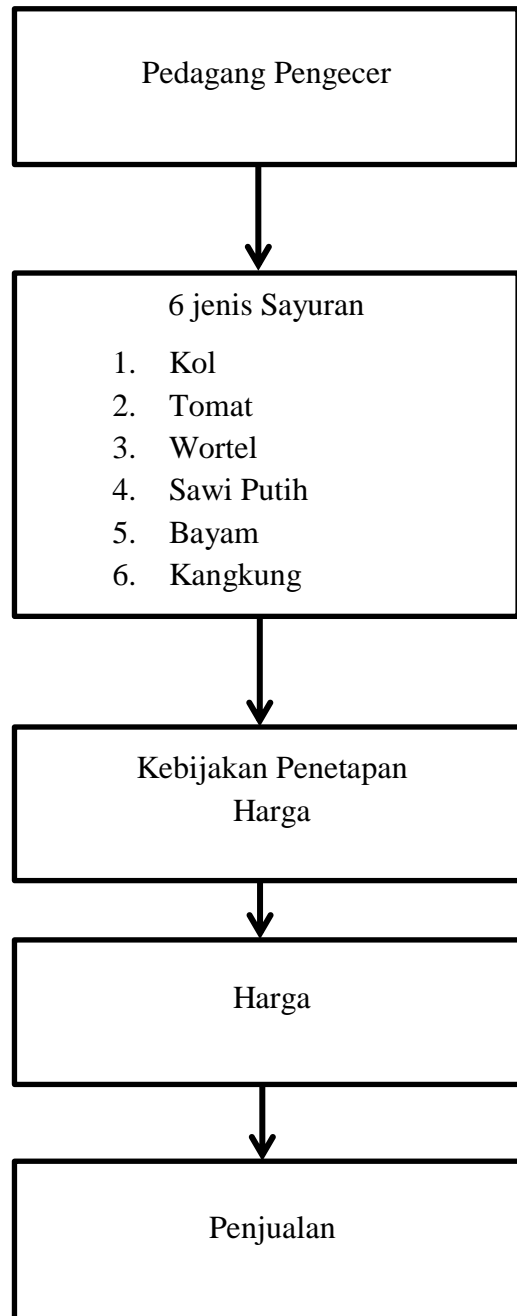 Pedagang Pengecer
6 jenis Sayuran
1. Kol
2. Tomat
3. Wortel
4. Sawi Putih
5. Bayam
6. Kangkung
Kebijakan Penetapan
Harga
Harga
Penjualan